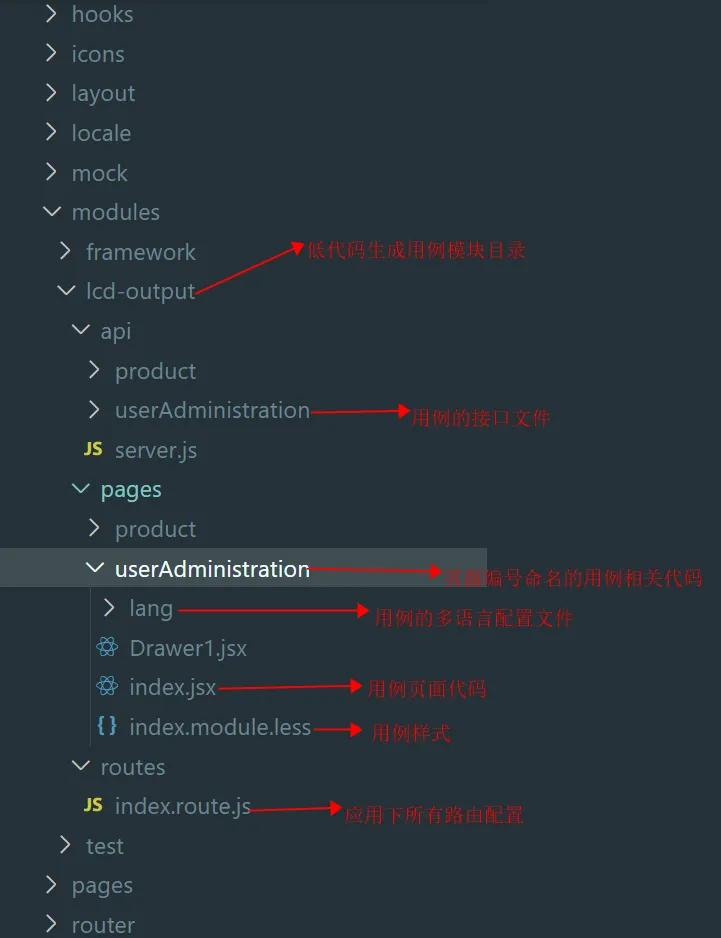 hooks
icons
layout
locale
mock
modules
framework
低代码生成用例模块目录
lcd-output
api
product
userAdministration
用例的接口文件
JS server.js
pages
product
userAdministration
编号命名的用例相关代码
lang
用例的多语言配置文件
Drawer1.jsx
index.jsx
用例页面代码
{ } index.module.less
用例样式
routes
JS index.route.js
应用下所有路由配置
test
pages
router